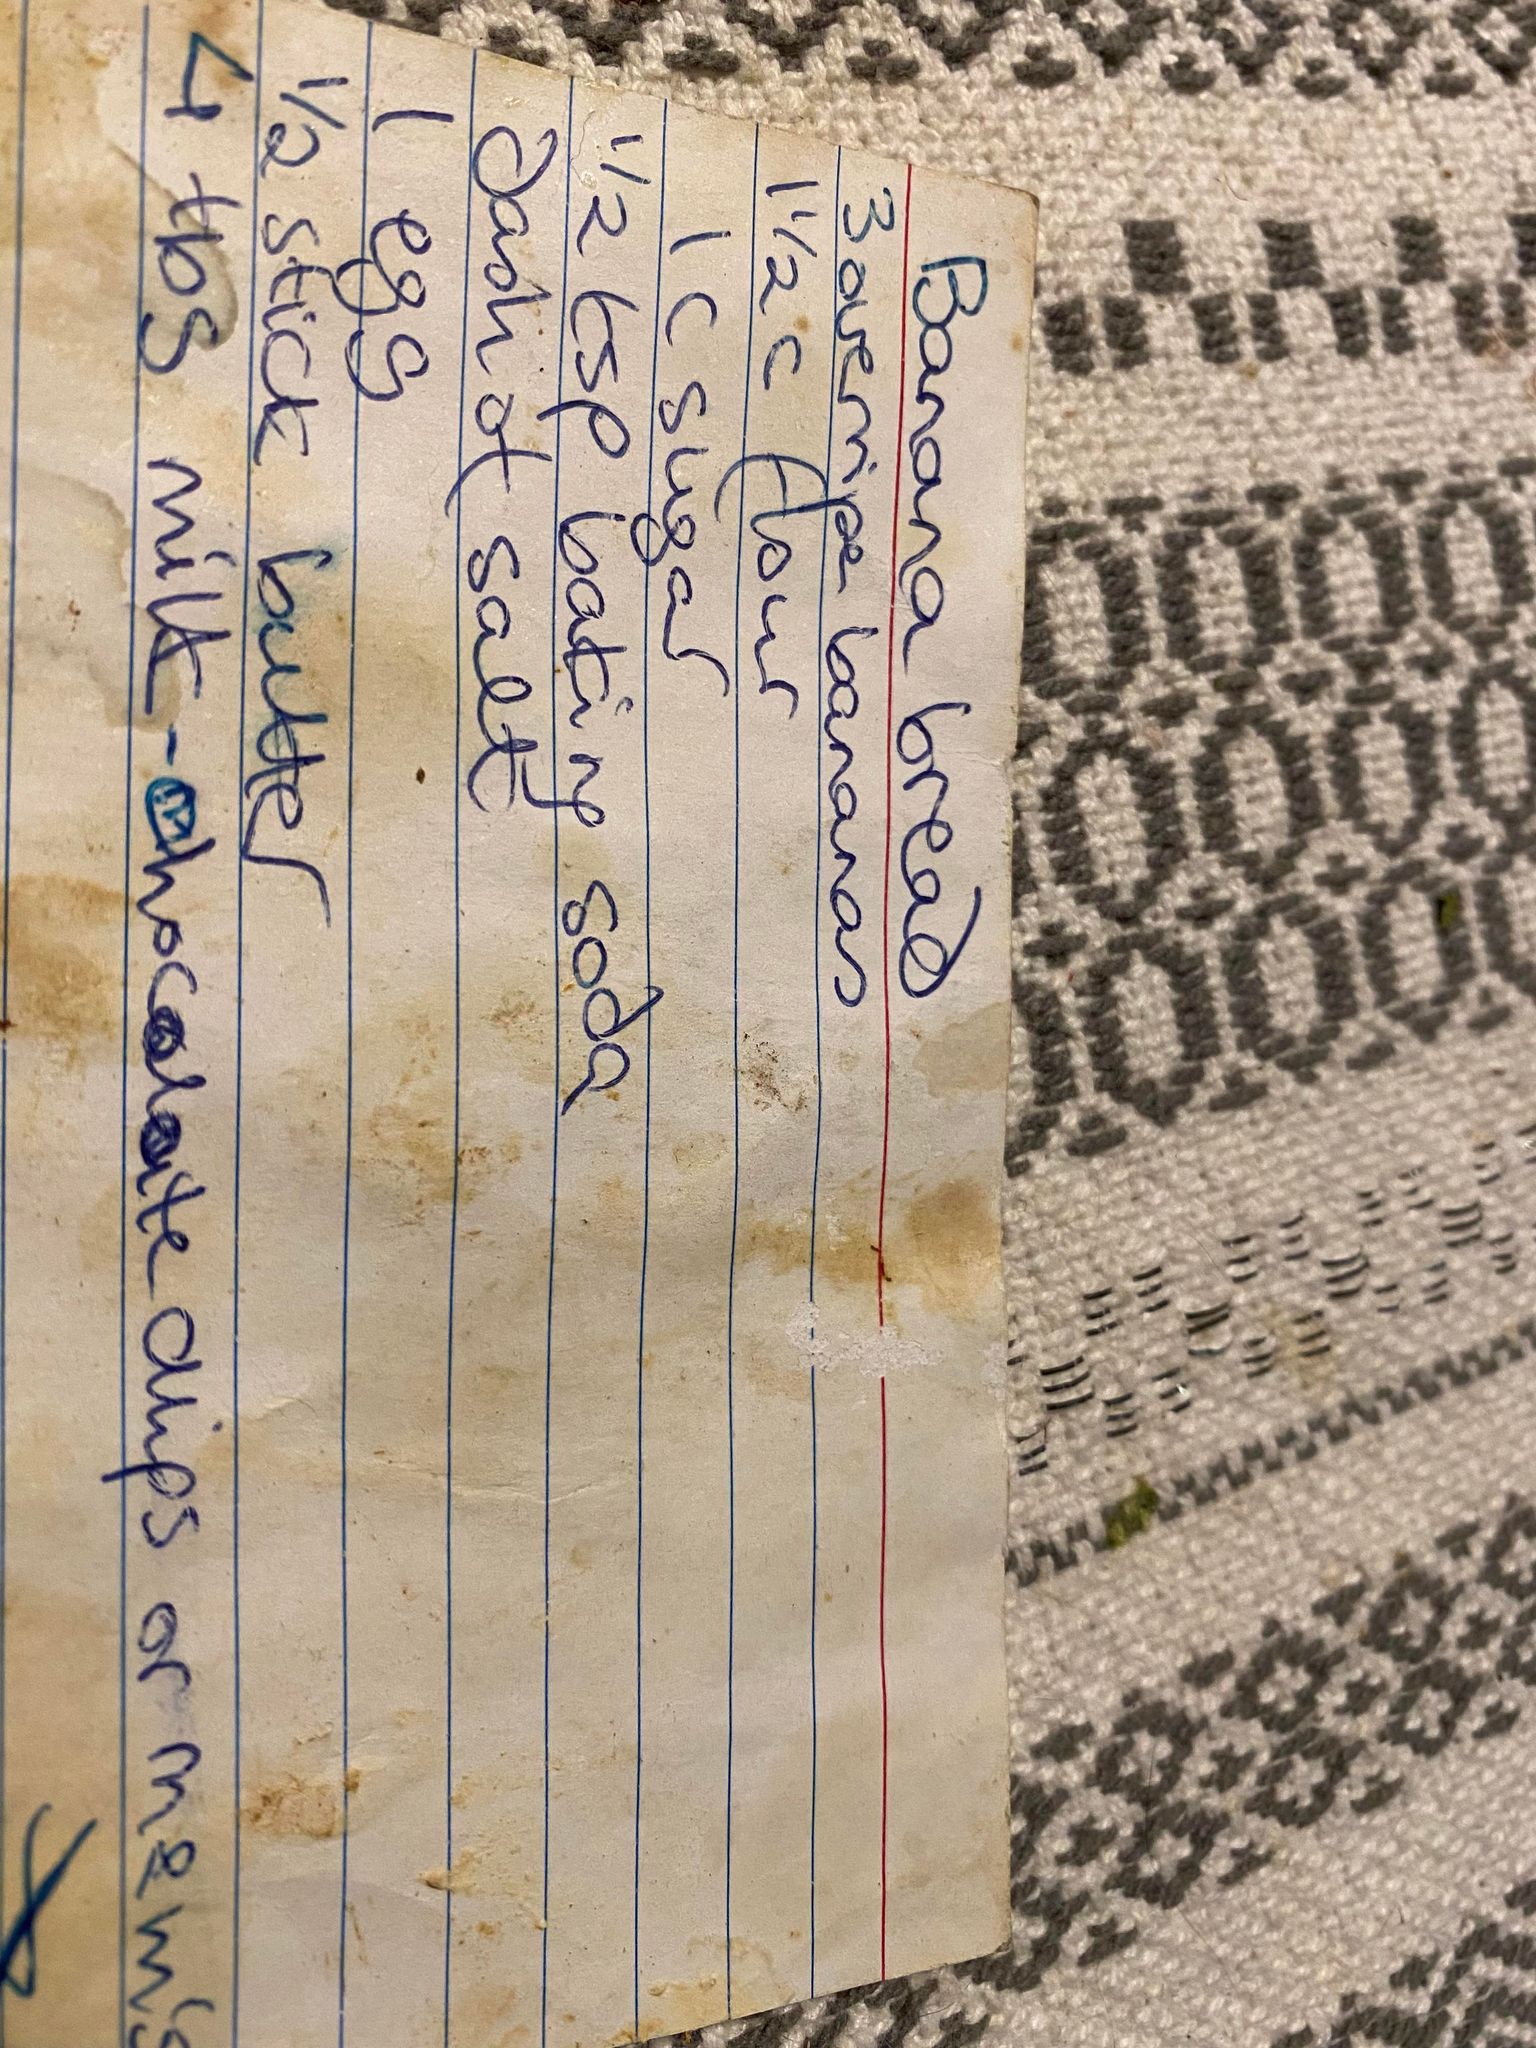 Banana bread
3 overripe bananas
1 1/2 c flour
1 c sugar
1/2 tsp baking soda
Dash of salt
1 egg
1/2 stick butter
4 tbs milk - chocolate chips or m&m's